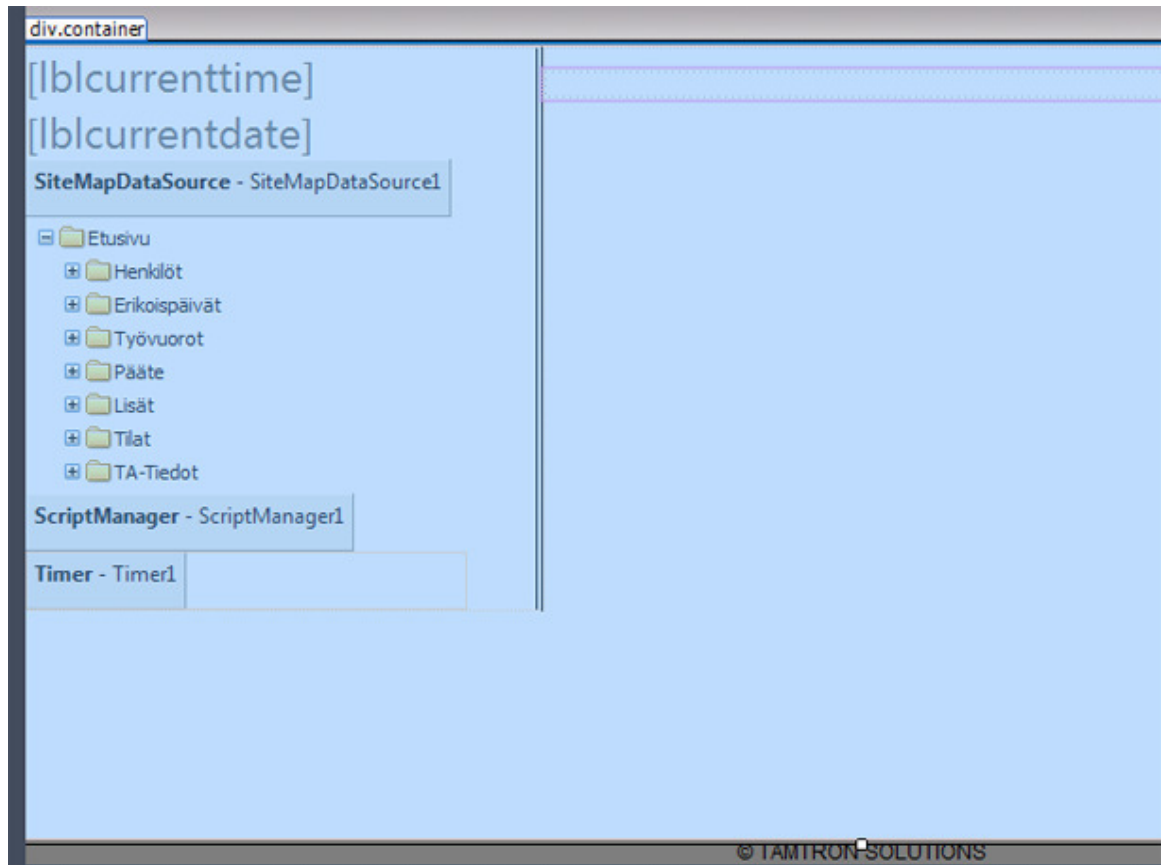 div.container
[lblcurrenttime]
[lblcurrentdate]
SiteMapDataSource - SiteMapDataSource1
Etusivu
Henkilöt
Erikoispäivät
Työvuorot
Pääte
Lisät
Tilat
TA-Tiedot
ScriptManager - ScriptManager1
Timer - Timer1
© TAMTRON SOLUTIONS